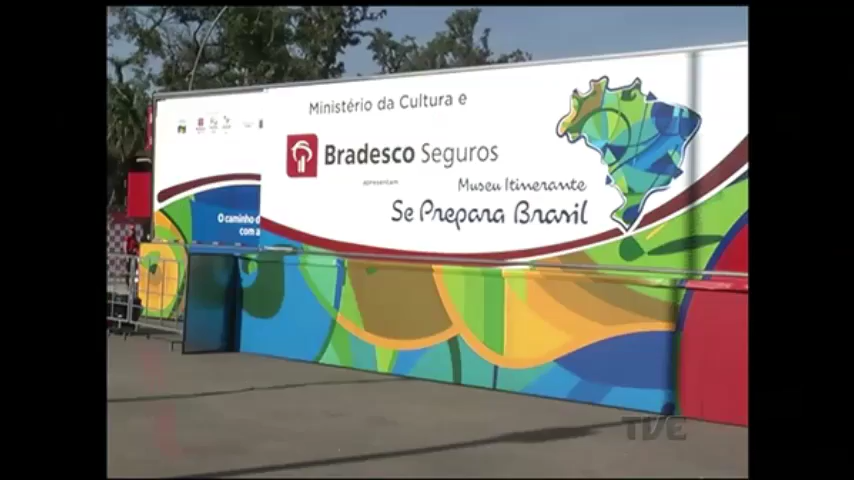 Ministério da Cultura e
Bradesco Seguros
apresentam
Museu Itinerante
Se Prepara Brasil
O caminho d
com a
TVE